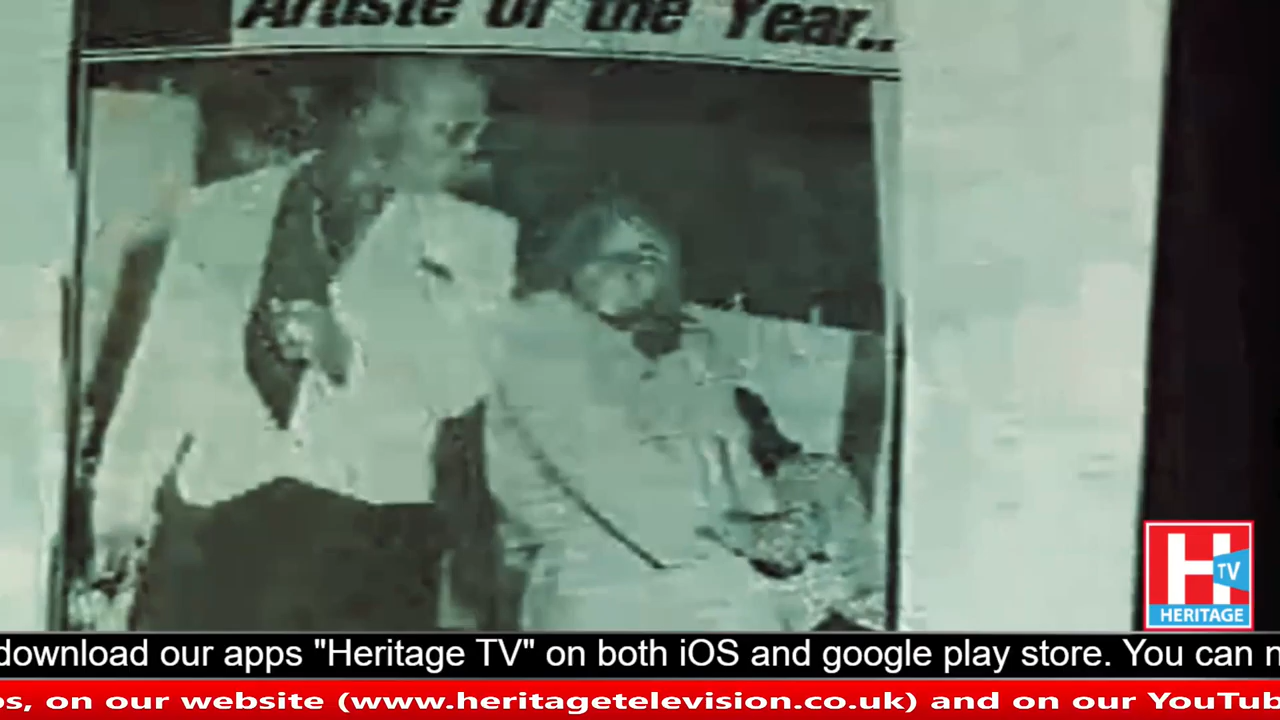 Artiste of the Year..
H
TV
HERITAGE
download our apps "Heritage TV" on both iOS and google play store. You can
os, on our website (www.heritagetelevision.co.uk) and on our YouTub